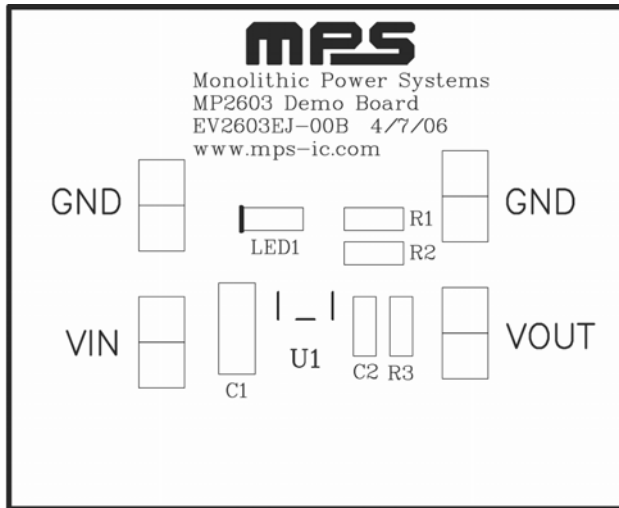 MPS
Monolithic Power Systems
MP2603 Demo Board
EV2603EJ-00B 4/7/06
www.mps-ic.com
GND
GND
LED1
R1
R2
VIN
VOUT
U1
C1
C2
R3